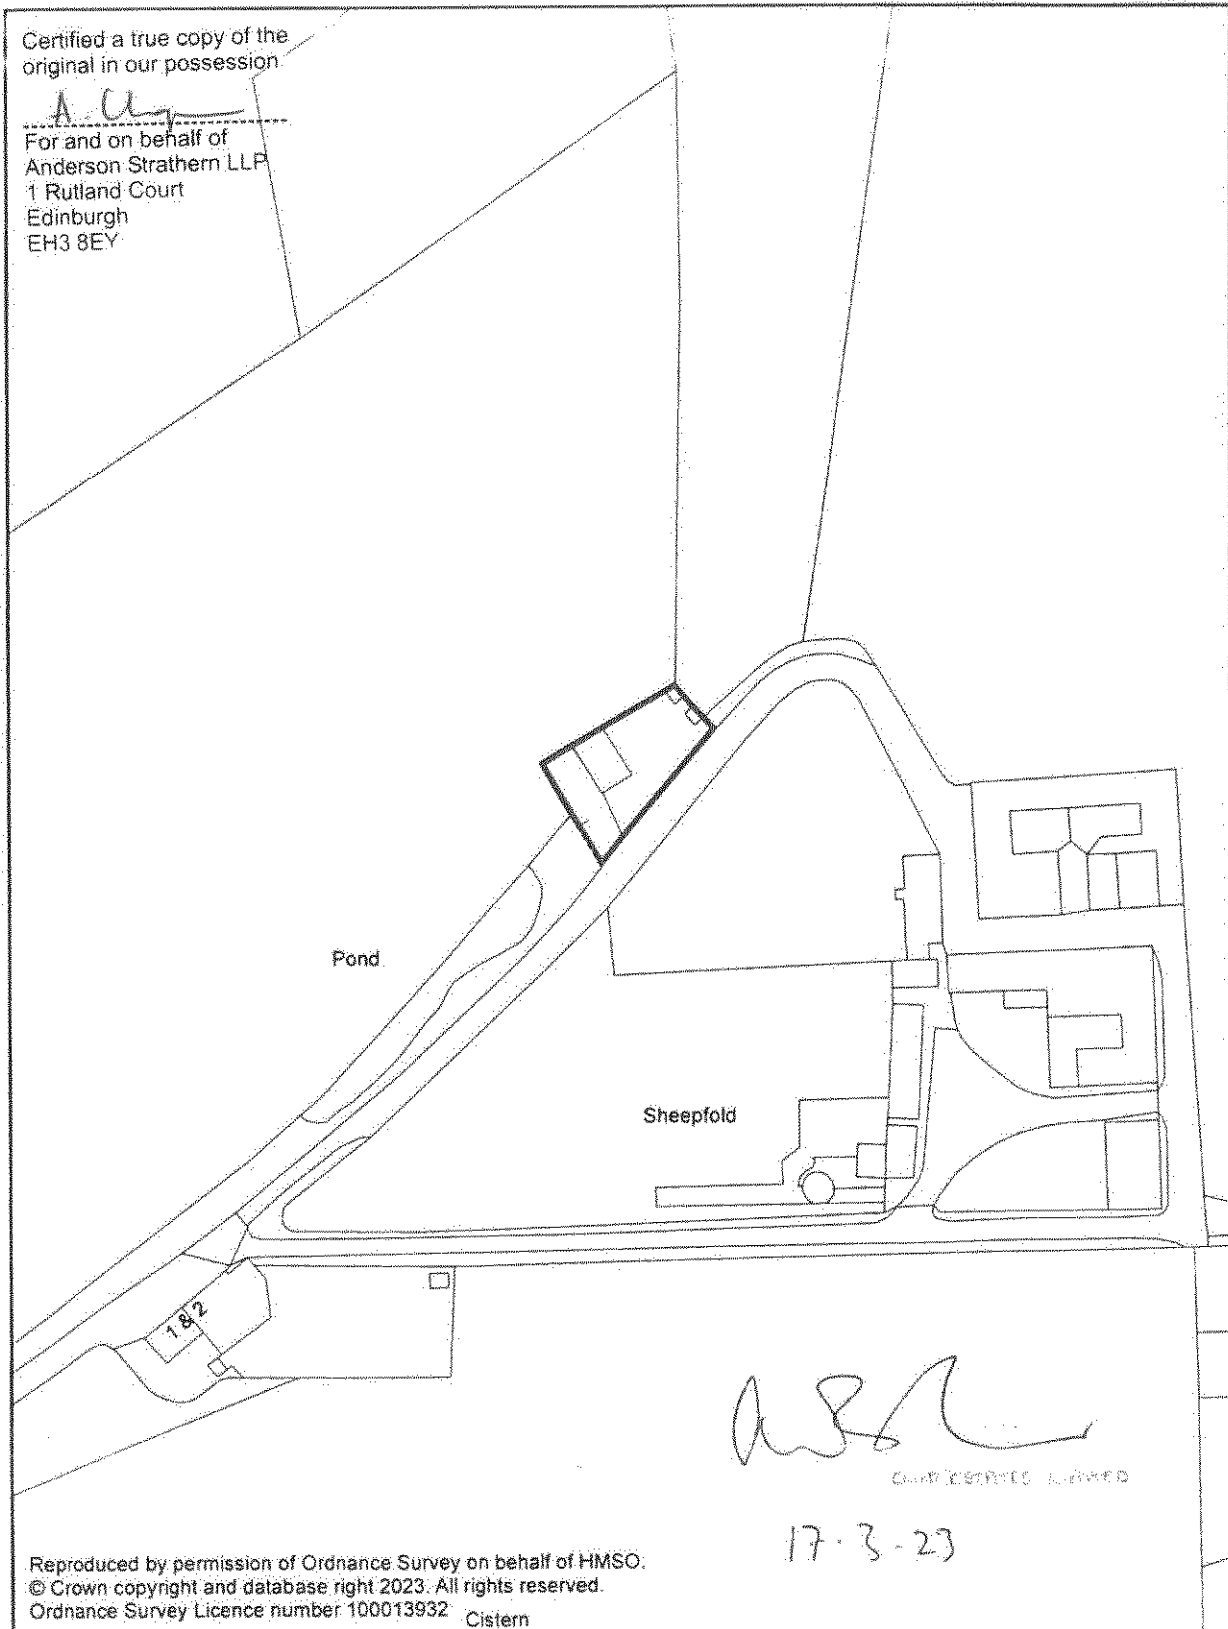 Certified a true copy of the
original in our possession
For and on behalf of
Anderson Strathern LLP
1 Rutland Court
Edinburgh
EH3 8EY
Pond
Sheepfold
1 & 2
17.3.23
Reproduced by permission of Ordnance Survey on behalf of HMSO.
© Crown copyright and database right 2023. All rights reserved.
Ordnance Survey Licence number 100013932
Cistern